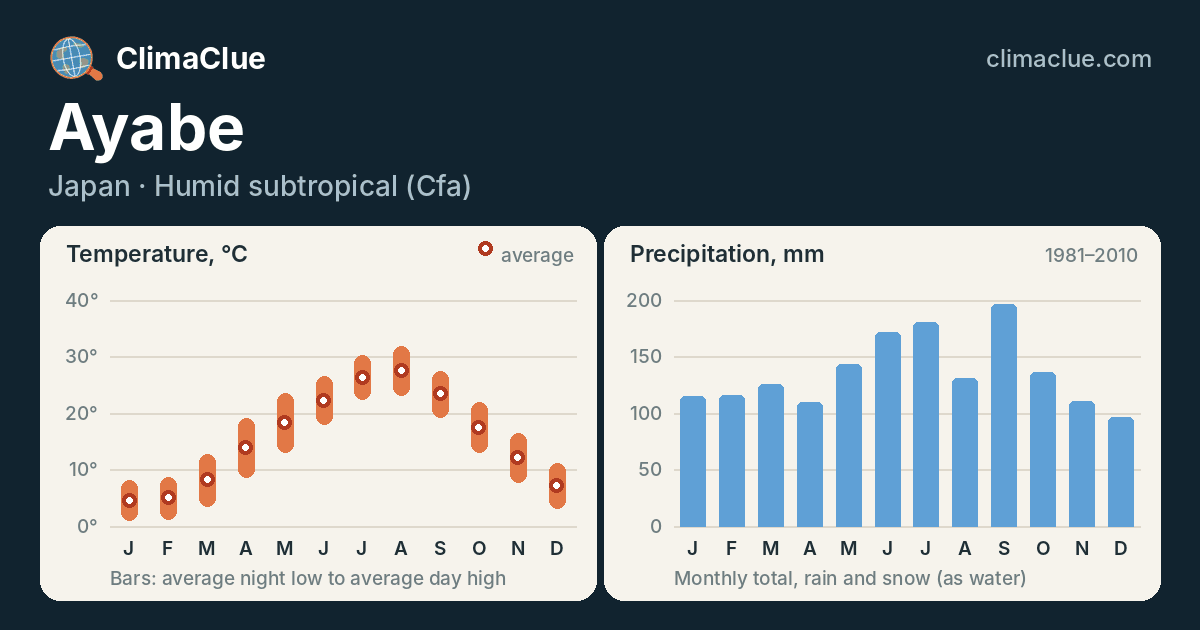 ClimaClue
climaclue.com
Ayabe
Japan · Humid subtropical (Cfa)
Temperature, °C
average
40°
30°
20°
10°
0°
J F M A M J J A S O N D
Bars: average night low to average day high
Precipitation, mm
1981–2010
200
150
100
50
0
J F M A M J J A S O N D
Monthly total, rain and snow (as water)